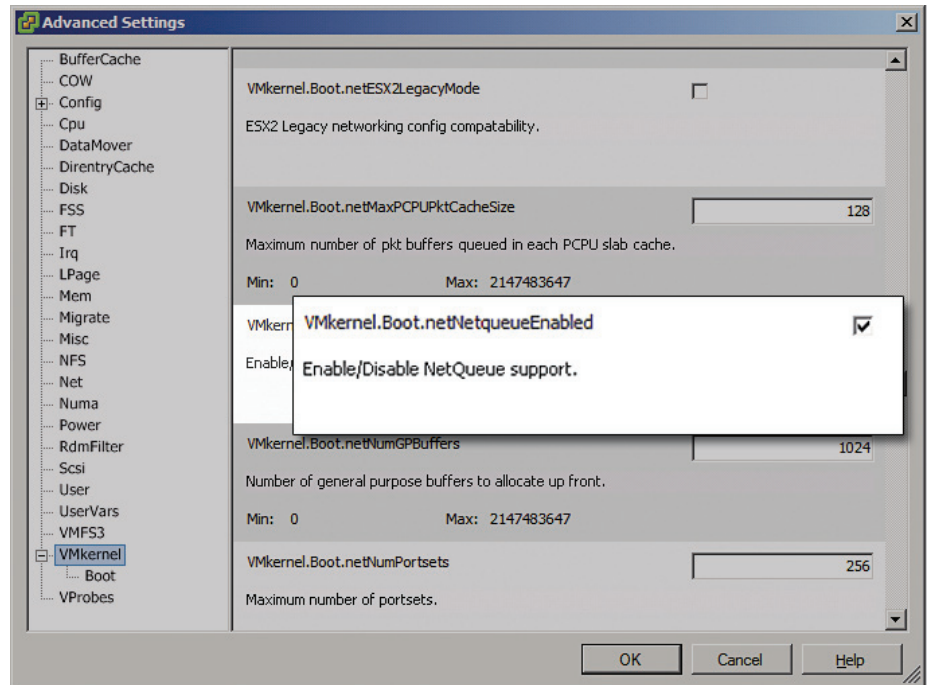 Advanced Settings
BufferCache
COW
Config
Cpu
DataMover
DirentryCache
Disk
FSS
FT
Irq
LPage
Mem
Migrate
Misc
NFS
Net
Numa
Power
RdmFilter
Scsi
User
UserVars
VMFS3
VMkernel
Boot
VProbes
VMkernel.Boot.netESX2LegacyMode
ESX2 Legacy networking config compatability.
VMkernel.Boot.netMaxPCPUPktCacheSize 128
Maximum number of pkt buffers queued in each PCPU slab cache.
Min: 0 Max: 2147483647
VMkern
Enable/
VMkernel.Boot.netNetqueueEnabled
Enable/Disable NetQueue support.
VMkernel.Boot.netNumGPBuffers 1024
Number of general purpose buffers to allocate up front.
Min: 0 Max: 2147483647
VMkernel.Boot.netNumPortsets 256
Maximum number of portsets.
OK Cancel Help